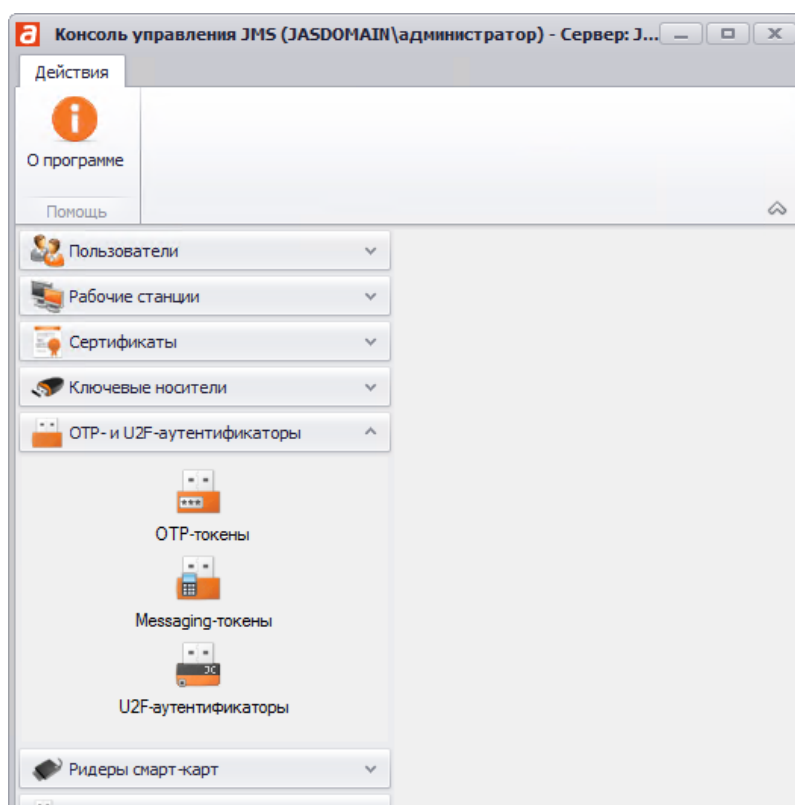 Консоль управления JMS (JASDOMAIN\администратор) - Сервер: J...
Действия
О программе
Помощь
Пользователи
Рабочие станции
Сертификаты
Ключевые носители
OTP- и U2F-аутентификаторы
***
OTP-токены
Messaging-токены
JC
U2F-аутентификаторы
Ридеры смарт-карт